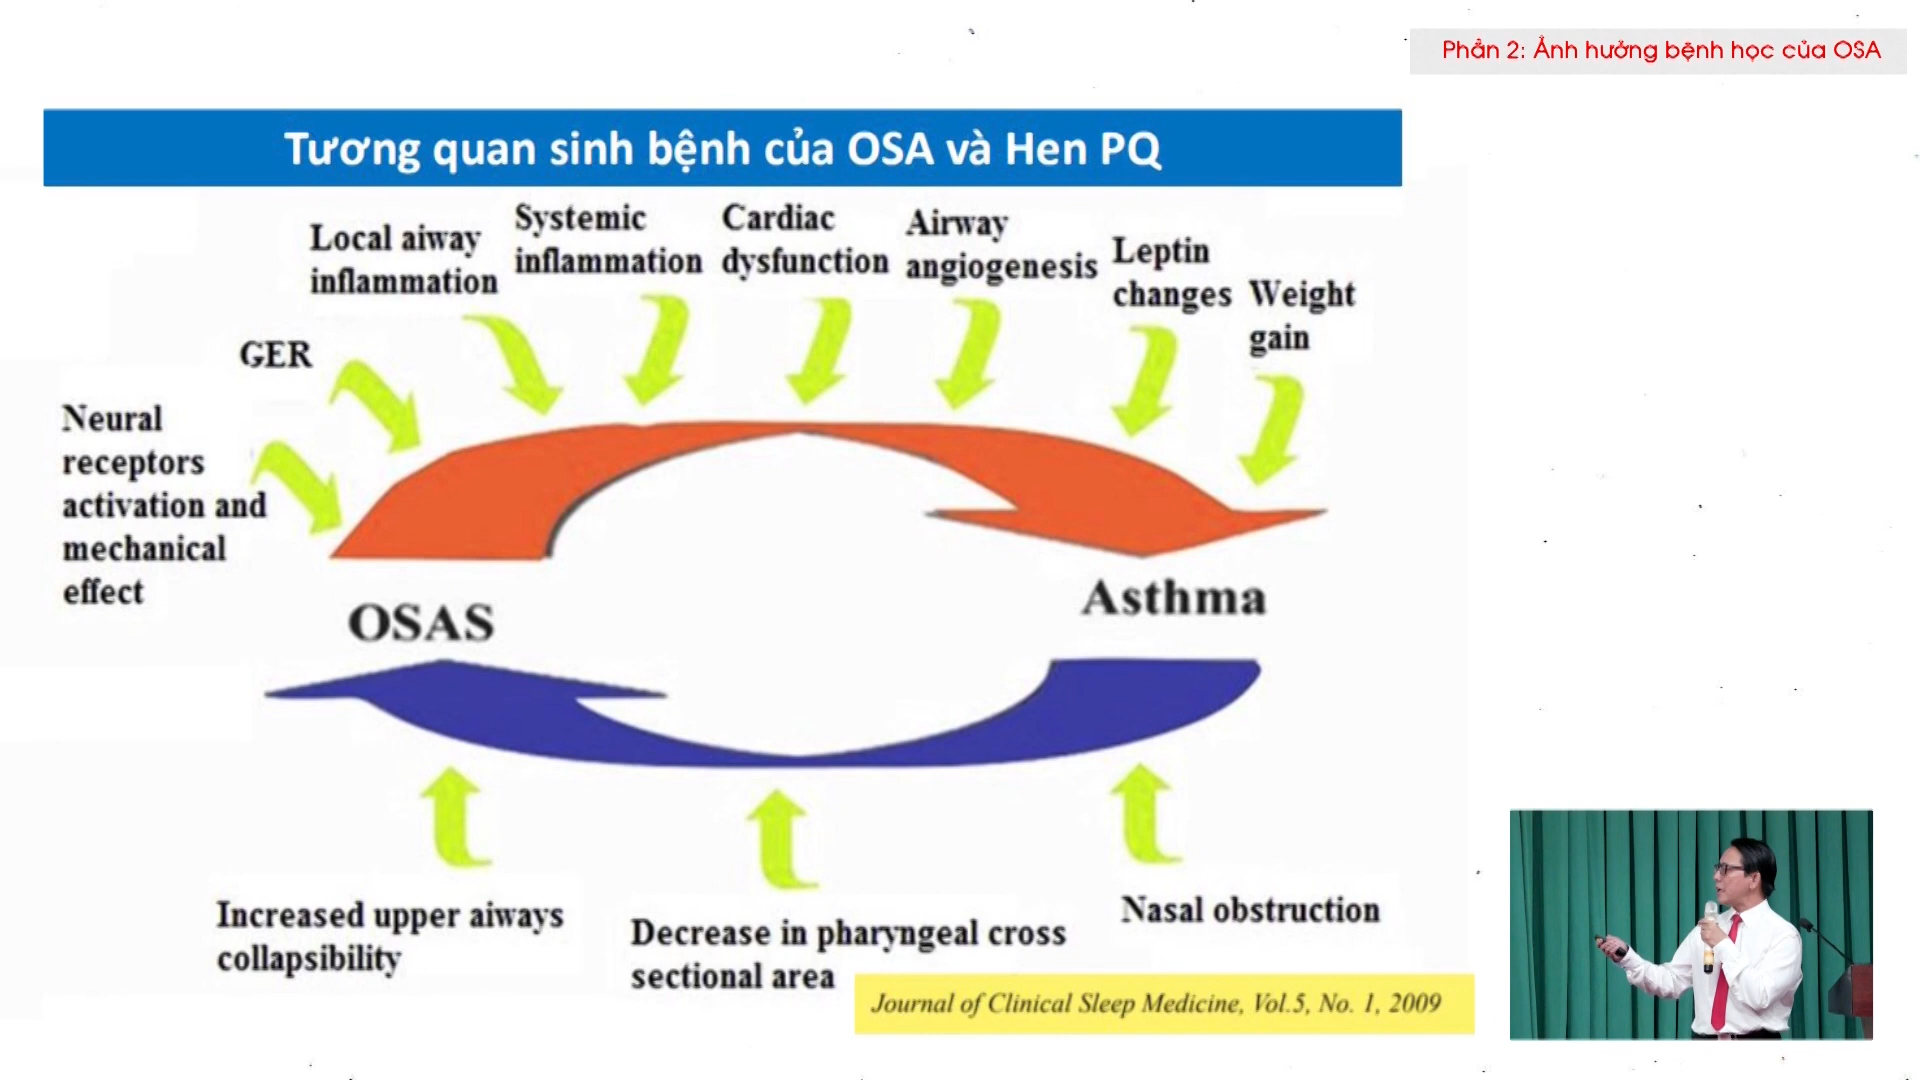 Phần 2: Ảnh hưởng bệnh học của OSA
Tương quan sinh bệnh của OSA và Hen PQ
Local aiway
inflammation
Systemic
inflammation
Cardiac
dysfunction
Airway
angiogenesis
Leptin
changes
Weight
gain
GER
Neural
receptors
activation and
mechanical
effect
OSAS
Asthma
Increased upper aiways
collapsibility
Decrease in pharyngeal cross
sectional area
Nasal obstruction
Journal of Clinical Sleep Medicine, Vol.5, No. 1, 2009